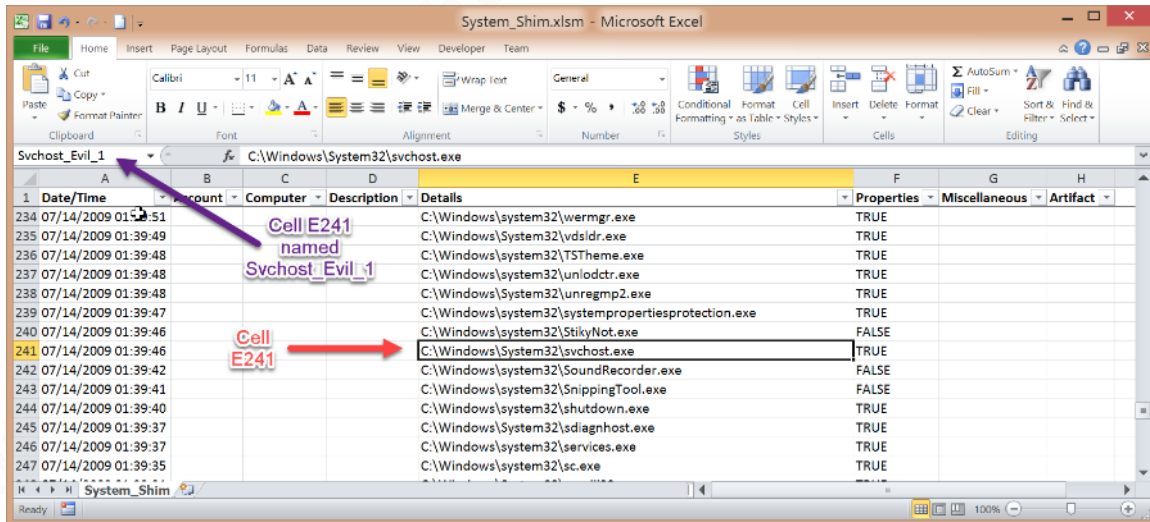 System_Shim.xlsm - Microsoft Excel
File Home Insert Page Layout Formulas Data Review View Developer Team
Cut
Copy
Format Painter
Paste
Clipboard
Calibri 11
Font
Wrap Text
Merge & Center
Alignment
General
$ % ,
Number
Conditional Formatting
Format as Table
Cell Styles
Styles
Insert Delete Format
Cells
AutoSum
Fill
Clear
Sort & Filter
Find & Select
Editing
Svchost_Evil_1 fx C:\Windows\System32\svchost.exe
A B C D E F G H
1 Date/Time Account Computer Description Details Properties Miscellaneous Artifact
234 07/14/2009 01: :51 C:\Windows\system32\wermgr.exe TRUE
235 07/14/2009 01:39:49 C:\Windows\System32\vdsldr.exe TRUE
236 07/14/2009 01:39:48 C:\Windows\System32\TSTheme.exe TRUE
237 07/14/2009 01:39:48 C:\Windows\System32\unlodctr.exe TRUE
238 07/14/2009 01:39:48 C:\Windows\System32\unregmp2.exe TRUE
239 07/14/2009 01:39:47 C:\Windows\System32\systempropertiesprotection.exe TRUE
240 07/14/2009 01:39:46 C:\Windows\system32\StikyNot.exe FALSE
241 07/14/2009 01:39:46 C:\Windows\System32\svchost.exe TRUE
242 07/14/2009 01:39:42 C:\Windows\System32\SoundRecorder.exe FALSE
243 07/14/2009 01:39:41 C:\Windows\system32\SnippingTool.exe FALSE
244 07/14/2009 01:39:40 C:\Windows\system32\shutdown.exe TRUE
245 07/14/2009 01:39:37 C:\Windows\System32\sdiagnhost.exe TRUE
246 07/14/2009 01:39:37 C:\Windows\system32\services.exe TRUE
247 07/14/2009 01:39:35 C:\Windows\system32\sc.exe TRUE
Cell E241
named
Svchost_Evil_1
Cell
E241
System_Shim
Ready 100%